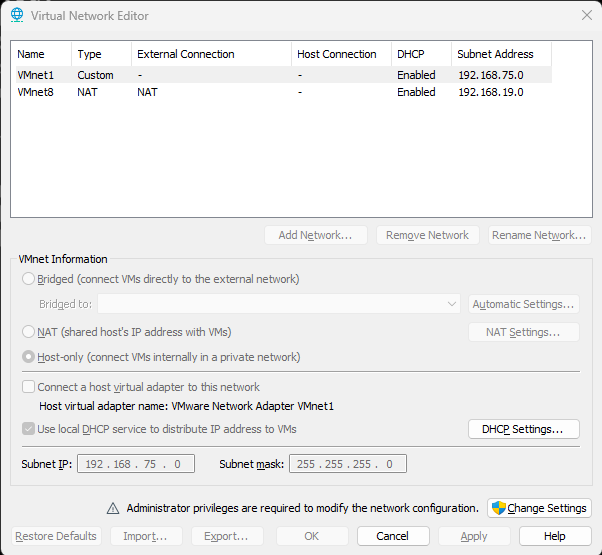 Virtual Network Editor
Name Type External Connection Host Connection DHCP Subnet Address
VMnet1 Custom - - Enabled 192.168.75.0
VMnet8 NAT NAT - Enabled 192.168.19.0
Add Network... Remove Network Rename Network...
VMnet Information
Bridged (connect VMs directly to the external network)
Bridged to: Automatic Settings...
NAT (shared host's IP address with VMs) NAT Settings...
Host-only (connect VMs internally in a private network)
Connect a host virtual adapter to this network
Host virtual adapter name: VMware Network Adapter VMnet1
Use local DHCP service to distribute IP address to VMs DHCP Settings...
Subnet IP: 192 . 168 . 75 . 0 Subnet mask: 255 . 255 . 255 . 0
Administrator privileges are required to modify the network configuration. Change Settings
Restore Defaults Import... Export... OK Cancel Apply Help